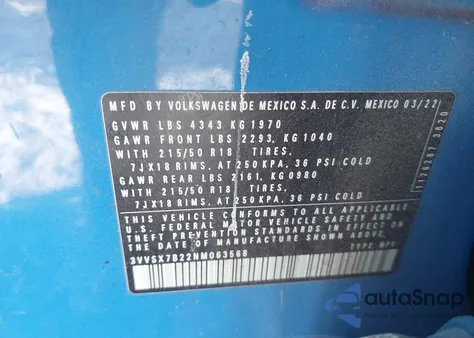 MFD BY VOLKSWAGEN DE MEXICO S.A. DE C.V. MEXICO 03/22
GVWR LBS 4343 KG 1970
GAWR FRONT LBS 2293, KG 1040
WITH 215/50 R18 TIRES,
7JX18 RIMS, AT 250 KPA, 36 PSI COLD
GAWR REAR LBS 2161, KG 0980
WITH 215/50 R18 TIRES,
7JX18 RIMS, AT 250 KPA, 36 PSI COLD
THIS VEHICLE CONFORMS TO ALL APPLICABLE
U.S. FEDERAL MOTOR VEHICLE SAFETY AND
THEFT PREVENTION STANDARDS IN EFFECT ON
THE DATE OF MANUFACTURE SHOWN ABOVE.
3VVSX7B22NM063568 TYPE: MPV
autoSnap